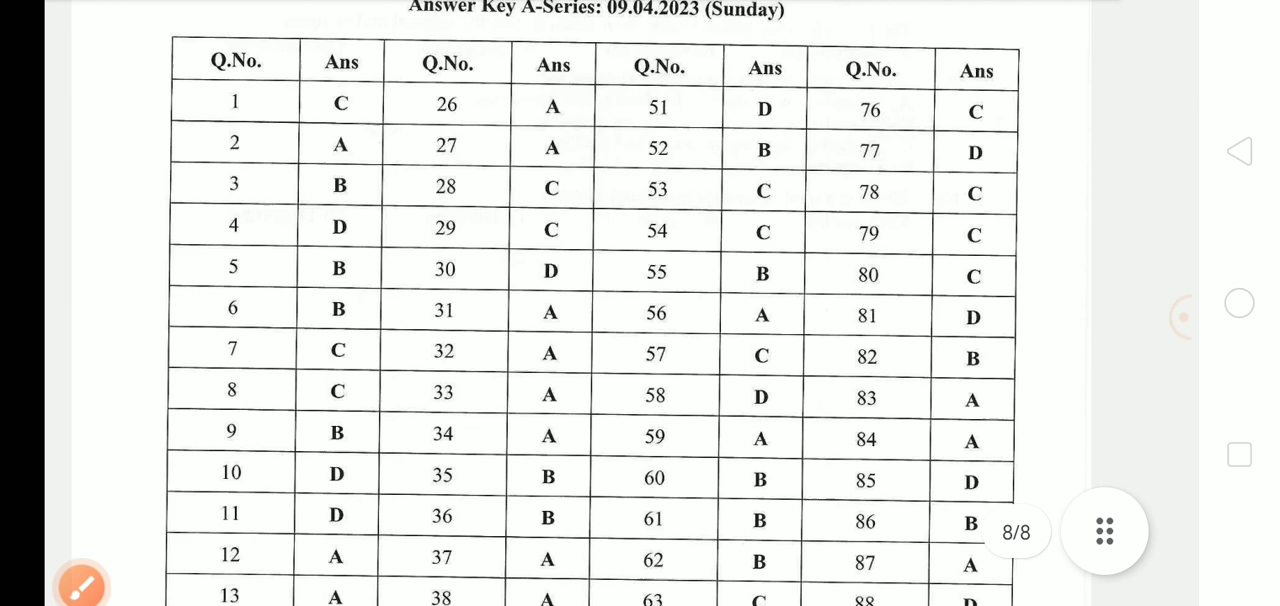 Answer Key A-Series: 09.04.2023 (Sunday)
Q.No. Ans Q.No. Ans Q.No. Ans Q.No. Ans
1 C 26 A 51 D 76 C
2 A 27 A 52 B 77 D
3 B 28 C 53 C 78 C
4 D 29 C 54 C 79 C
5 B 30 D 55 B 80 C
6 B 31 A 56 A 81 D
7 C 32 A 57 C 82 B
8 C 33 A 58 D 83 A
9 B 34 A 59 A 84 A
10 D 35 B 60 B 85 D
11 D 36 B 61 B 86 B
8/8
12 A 37 A 62 B 87 A
13 A 38 A 63 C 88 D